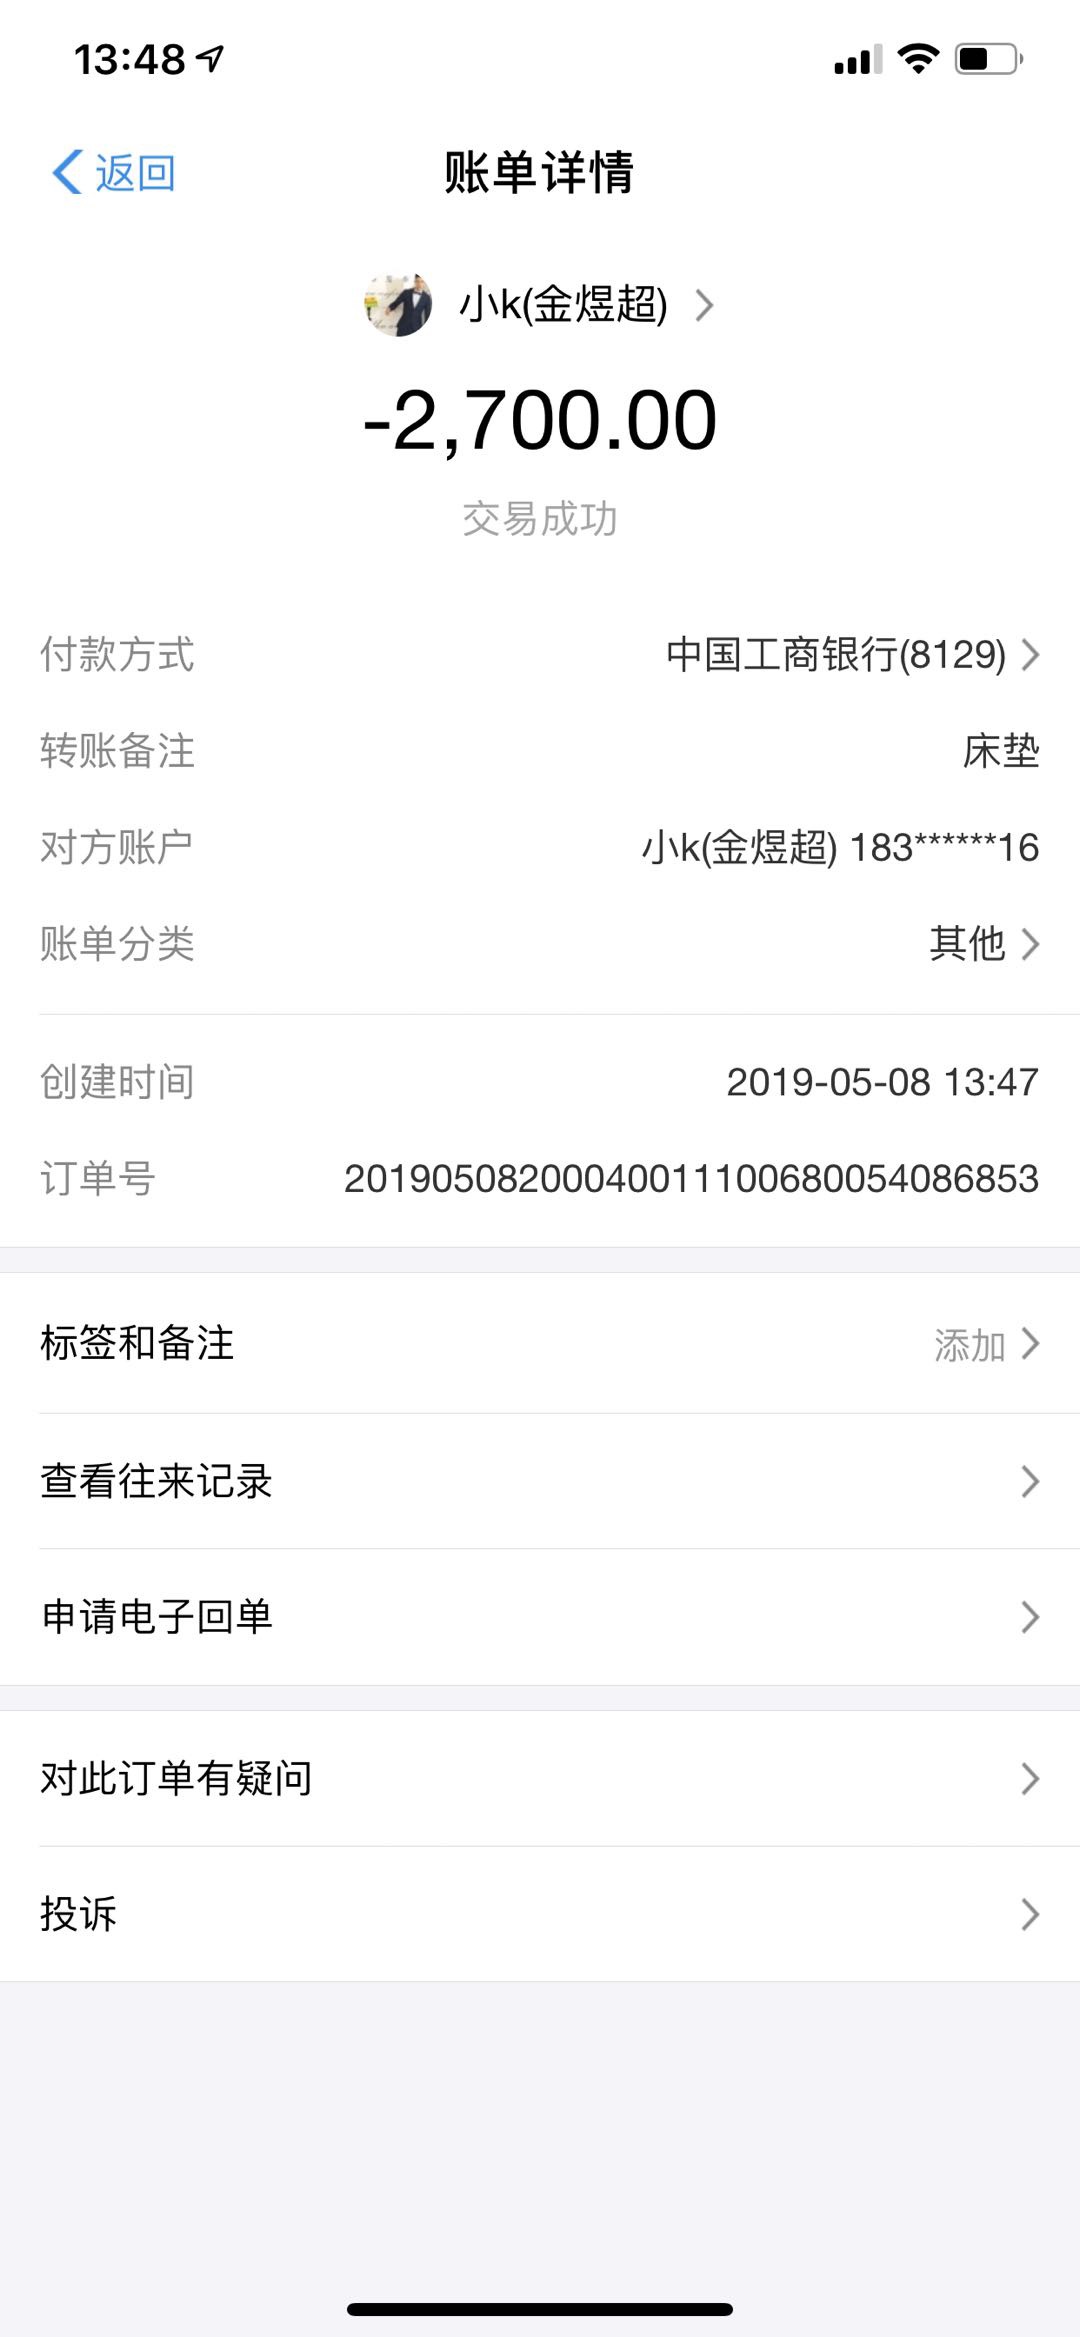 13:48
返回
账单详情
小k(金煜超)
-2,700.00
交易成功
付款方式 中国工商银行(8129)
转账备注 床垫
对方账户 小k(金煜超) 183******16
账单分类 其他
创建时间 2019-05-08 13:47
订单号 20190508200040011100680054086853
标签和备注 添加
查看往来记录
申请电子回单
对此订单有疑问
投诉